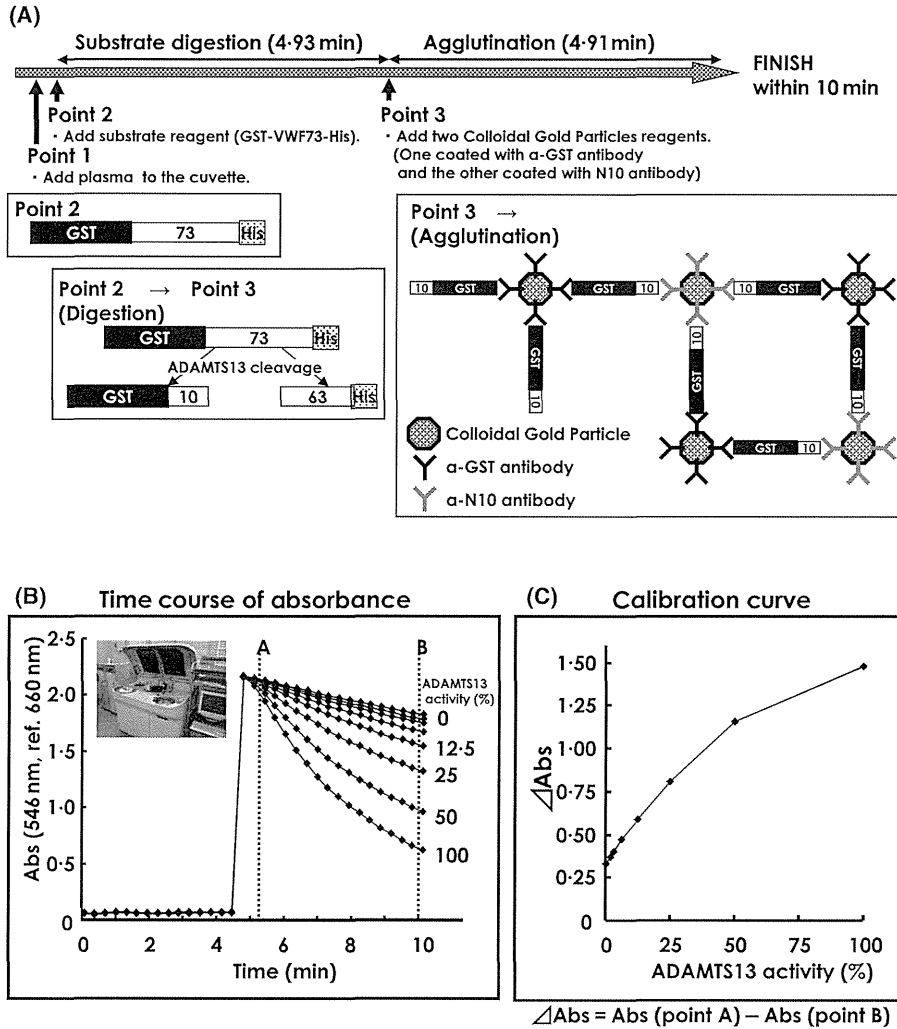 (A)
Substrate digestion (4·93 min)
Agglutination (4·91 min)
FINISH
within 10 min
Point 2
· Add substrate reagent (GST-VWF73-His).
Point 1
· Add plasma to the cuvette.
Point 3
· Add two Colloidal Gold Particles reagents.
(One coated with a-GST antibody
and the other coated with N10 antibody)
Point 2
GST 73 His
Point 2 → Point 3
(Digestion)
GST 73 His
ADAMTS13 cleavage
GST 10 63 His
Point 3 →
(Agglutination)
10 GST GST 10 10 GST
GST 10
10 GST
GST 10
GST 10
Colloidal Gold Particle
a-GST antibody
a-N10 antibody
(B) Time course of absorbance
Abs (546 nm, ref. 660 nm)
2·5
2·0
1·5
1·0
0·5
0
A
B
ADAMTS13
activity (%)
0
12·5
25
50
100
0 2 4 6 8 10
Time (min)
(C) Calibration curve
⊿Abs
1·50
1·25
1·00
0·75
0·50
0·25
0
0 25 50 75 100
ADAMTS13 activity (%)
⊿Abs = Abs (point A) − Abs (point B)